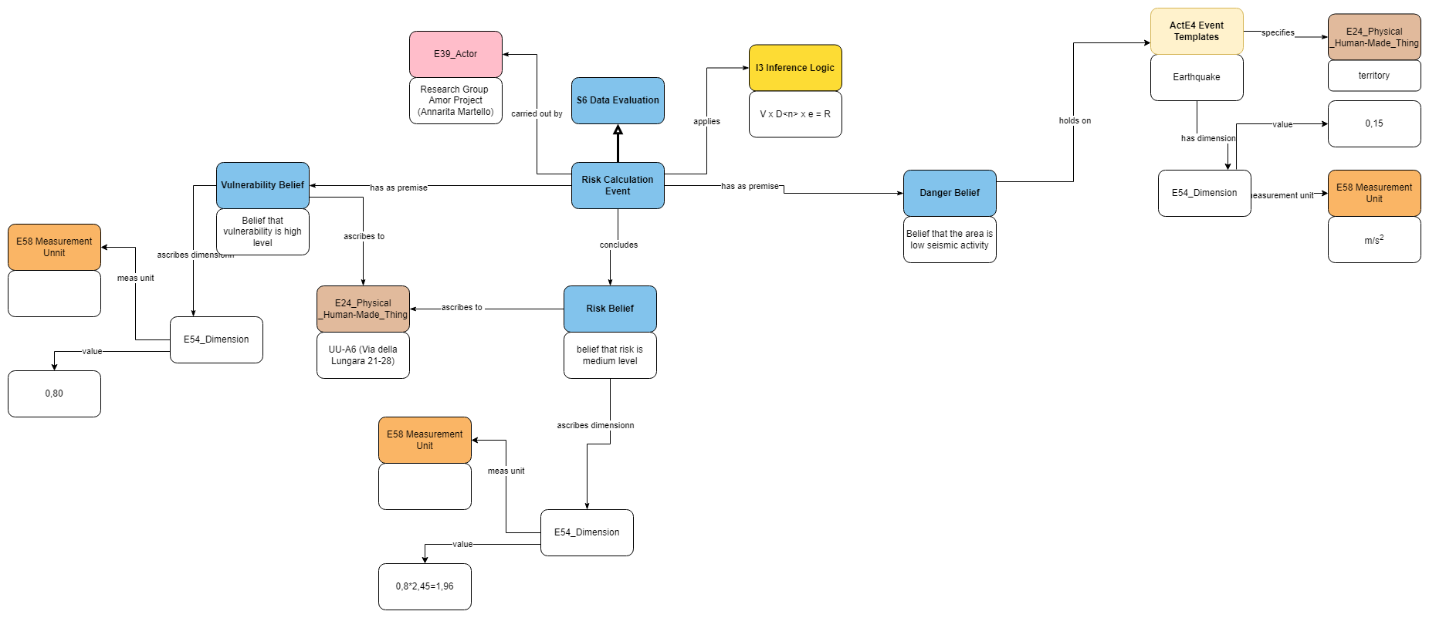 ActE4 Event
Templates
Earthquake
specifies
E24_Physical
_Human-Made_Thing
territory
E39_Actor
Research Group
Amor Project
(Annarita Martello)
carried out by
S6 Data Evaluation
I3 Inference Logic
V x D<n> x e = R
applies
holds on
has dimension
value
0,15
E54_Dimension
measurement unit
E58 Measurement
Unit
m/s2
Vulnerability Belief
Belief that
vulnerability is high
level
has as premise
Risk Calculation
Event
has as premise
Danger Belief
Belief that the area is
low seismic activity
E58 Measurement
Unnit
meas unit
ascribes dimensionn
ascribes to
concludes
E24_Physical
_Human-Made_Thing
UU-A6 (Via della
Lungara 21-28)
ascribes to
Risk Belief
belief that risk is
medium level
E54_Dimension
value
0,80
ascribes dimensionn
E58 Measurement
Unit
meas unit
E54_Dimension
value
0,8*2,45=1,96